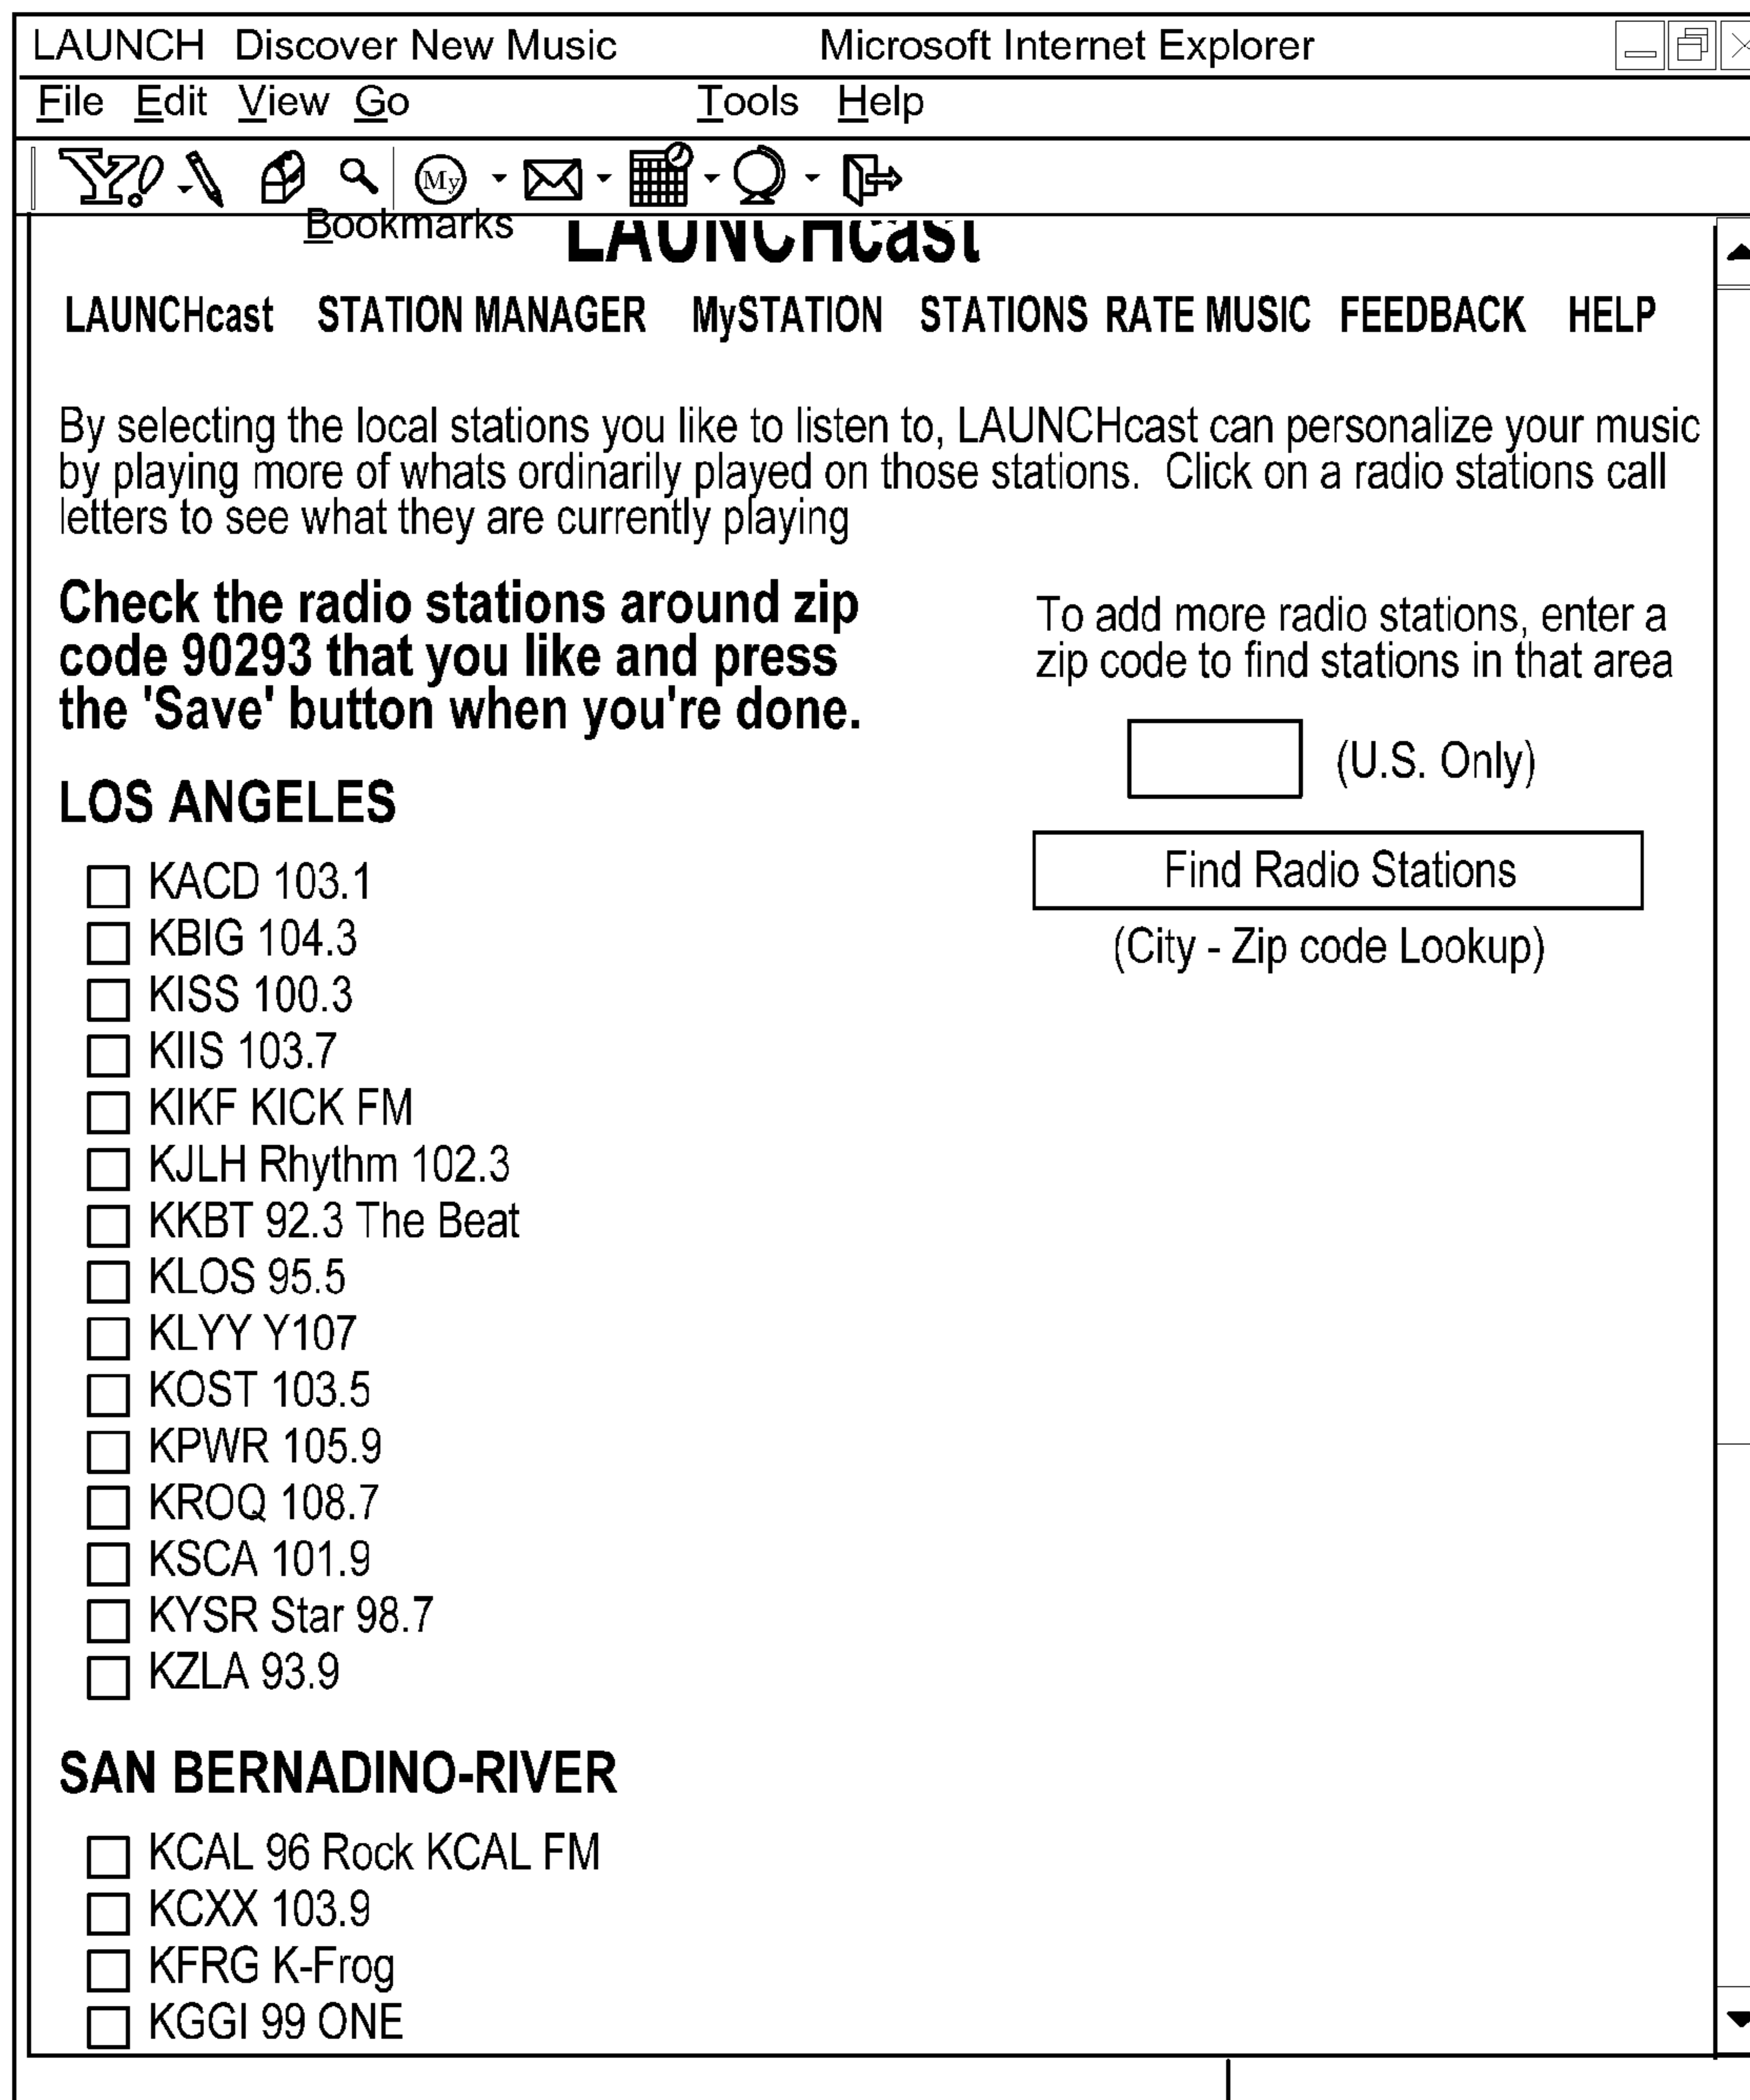 LAUNCH Discover New Music Microsoft Internet Explorer
File Edit View Go Tools Help
Y! My
Bookmarks LAUNCHcast
LAUNCHcast STATION MANAGER MySTATION STATIONS RATE MUSIC FEEDBACK HELP
By selecting the local stations you like to listen to, LAUNCHcast can personalize your music
by playing more of whats ordinarily played on those stations. Click on a radio stations call
letters to see what they are currently playing
Check the radio stations around zip
code 90293 that you like and press
the 'Save' button when you're done.
To add more radio stations, enter a
zip code to find stations in that area
(U.S. Only)
Find Radio Stations
(City - Zip code Lookup)
LOS ANGELES
KACD 103.1
KBIG 104.3
KISS 100.3
KIIS 103.7
KIKF KICK FM
KJLH Rhythm 102.3
KKBT 92.3 The Beat
KLOS 95.5
KLYY Y107
KOST 103.5
KPWR 105.9
KROQ 108.7
KSCA 101.9
KYSR Star 98.7
KZLA 93.9
SAN BERNADINO-RIVER
KCAL 96 Rock KCAL FM
KCXX 103.9
KFRG K-Frog
KGGI 99 ONE